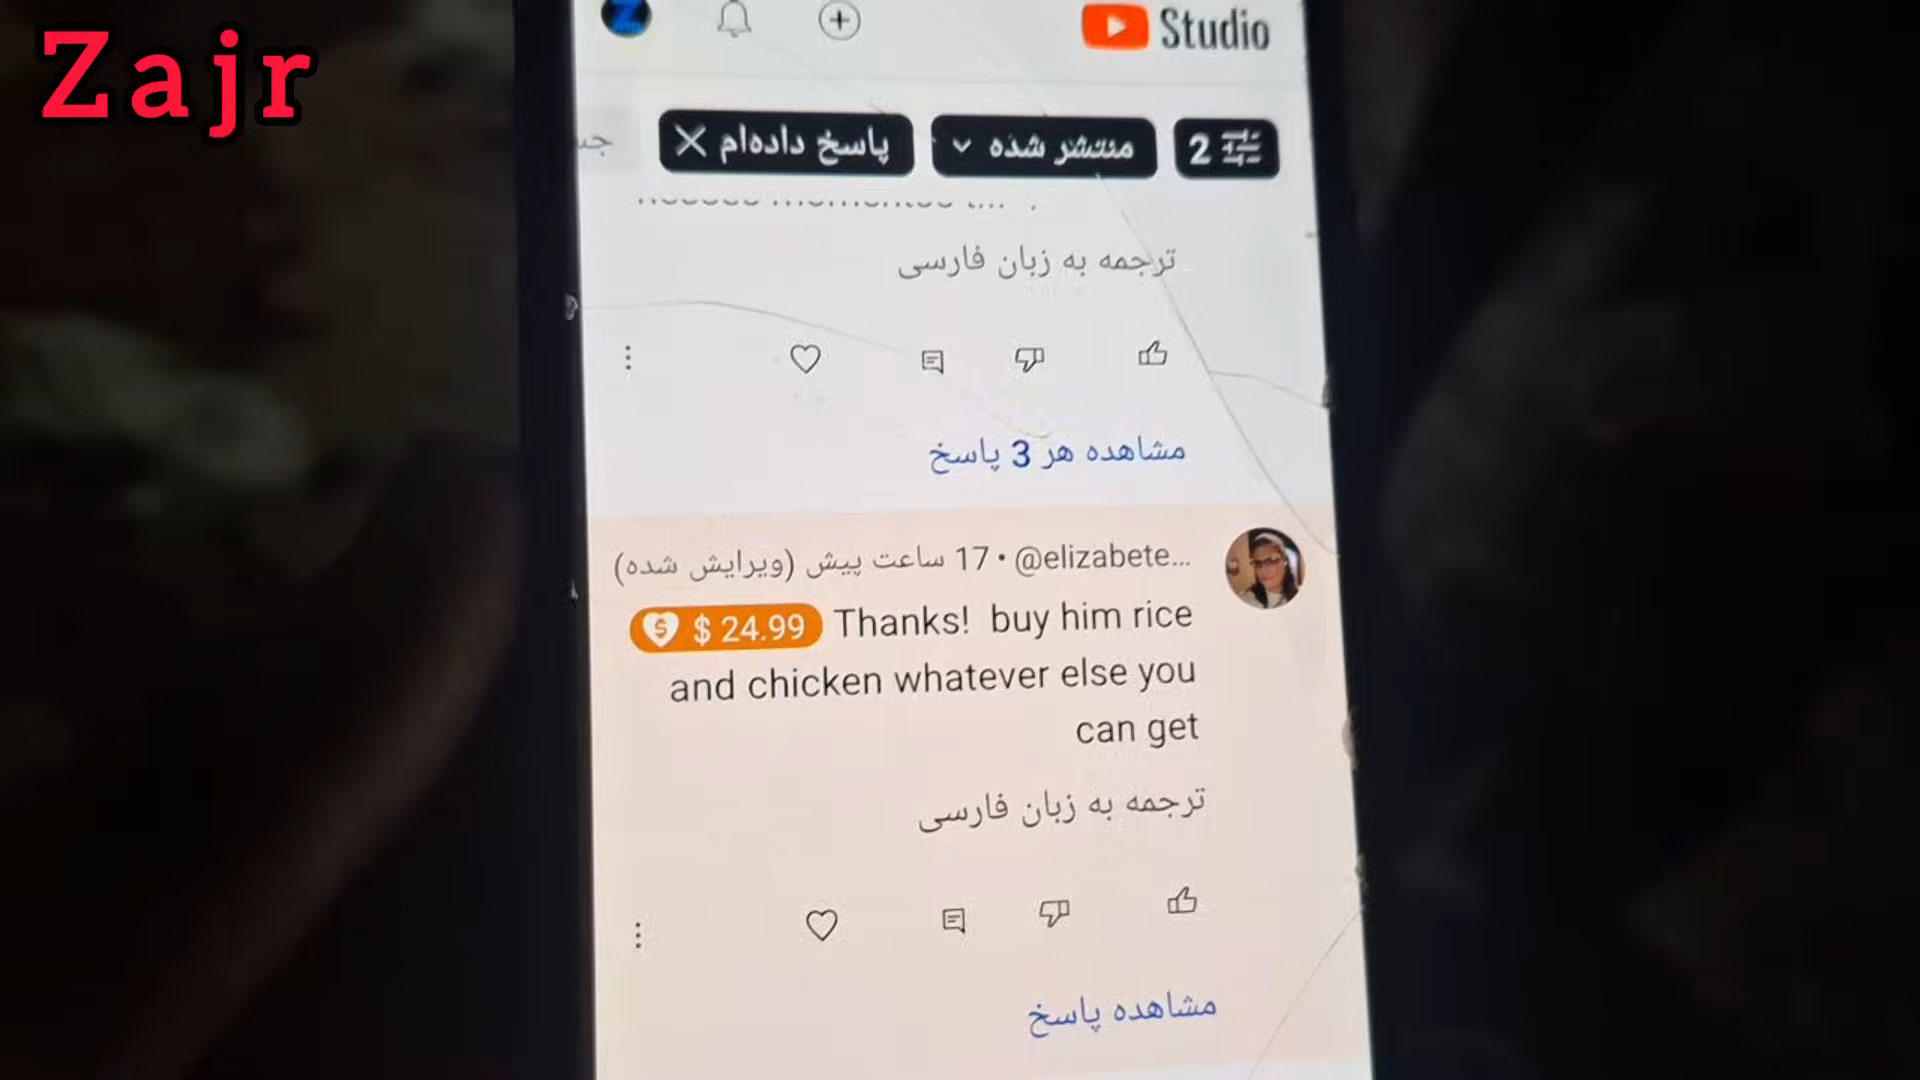 Zajr
Studio
2 منتشر شده پاسخ داده‌ام
ترجمه به زبان فارسی
مشاهده هر 3 پاسخ
@elizabete... • 17 ساعت پیش (ویرایش شده)
$ 24.99 Thanks! buy him rice
and chicken whatever else you
can get
ترجمه به زبان فارسی
مشاهده پاسخ